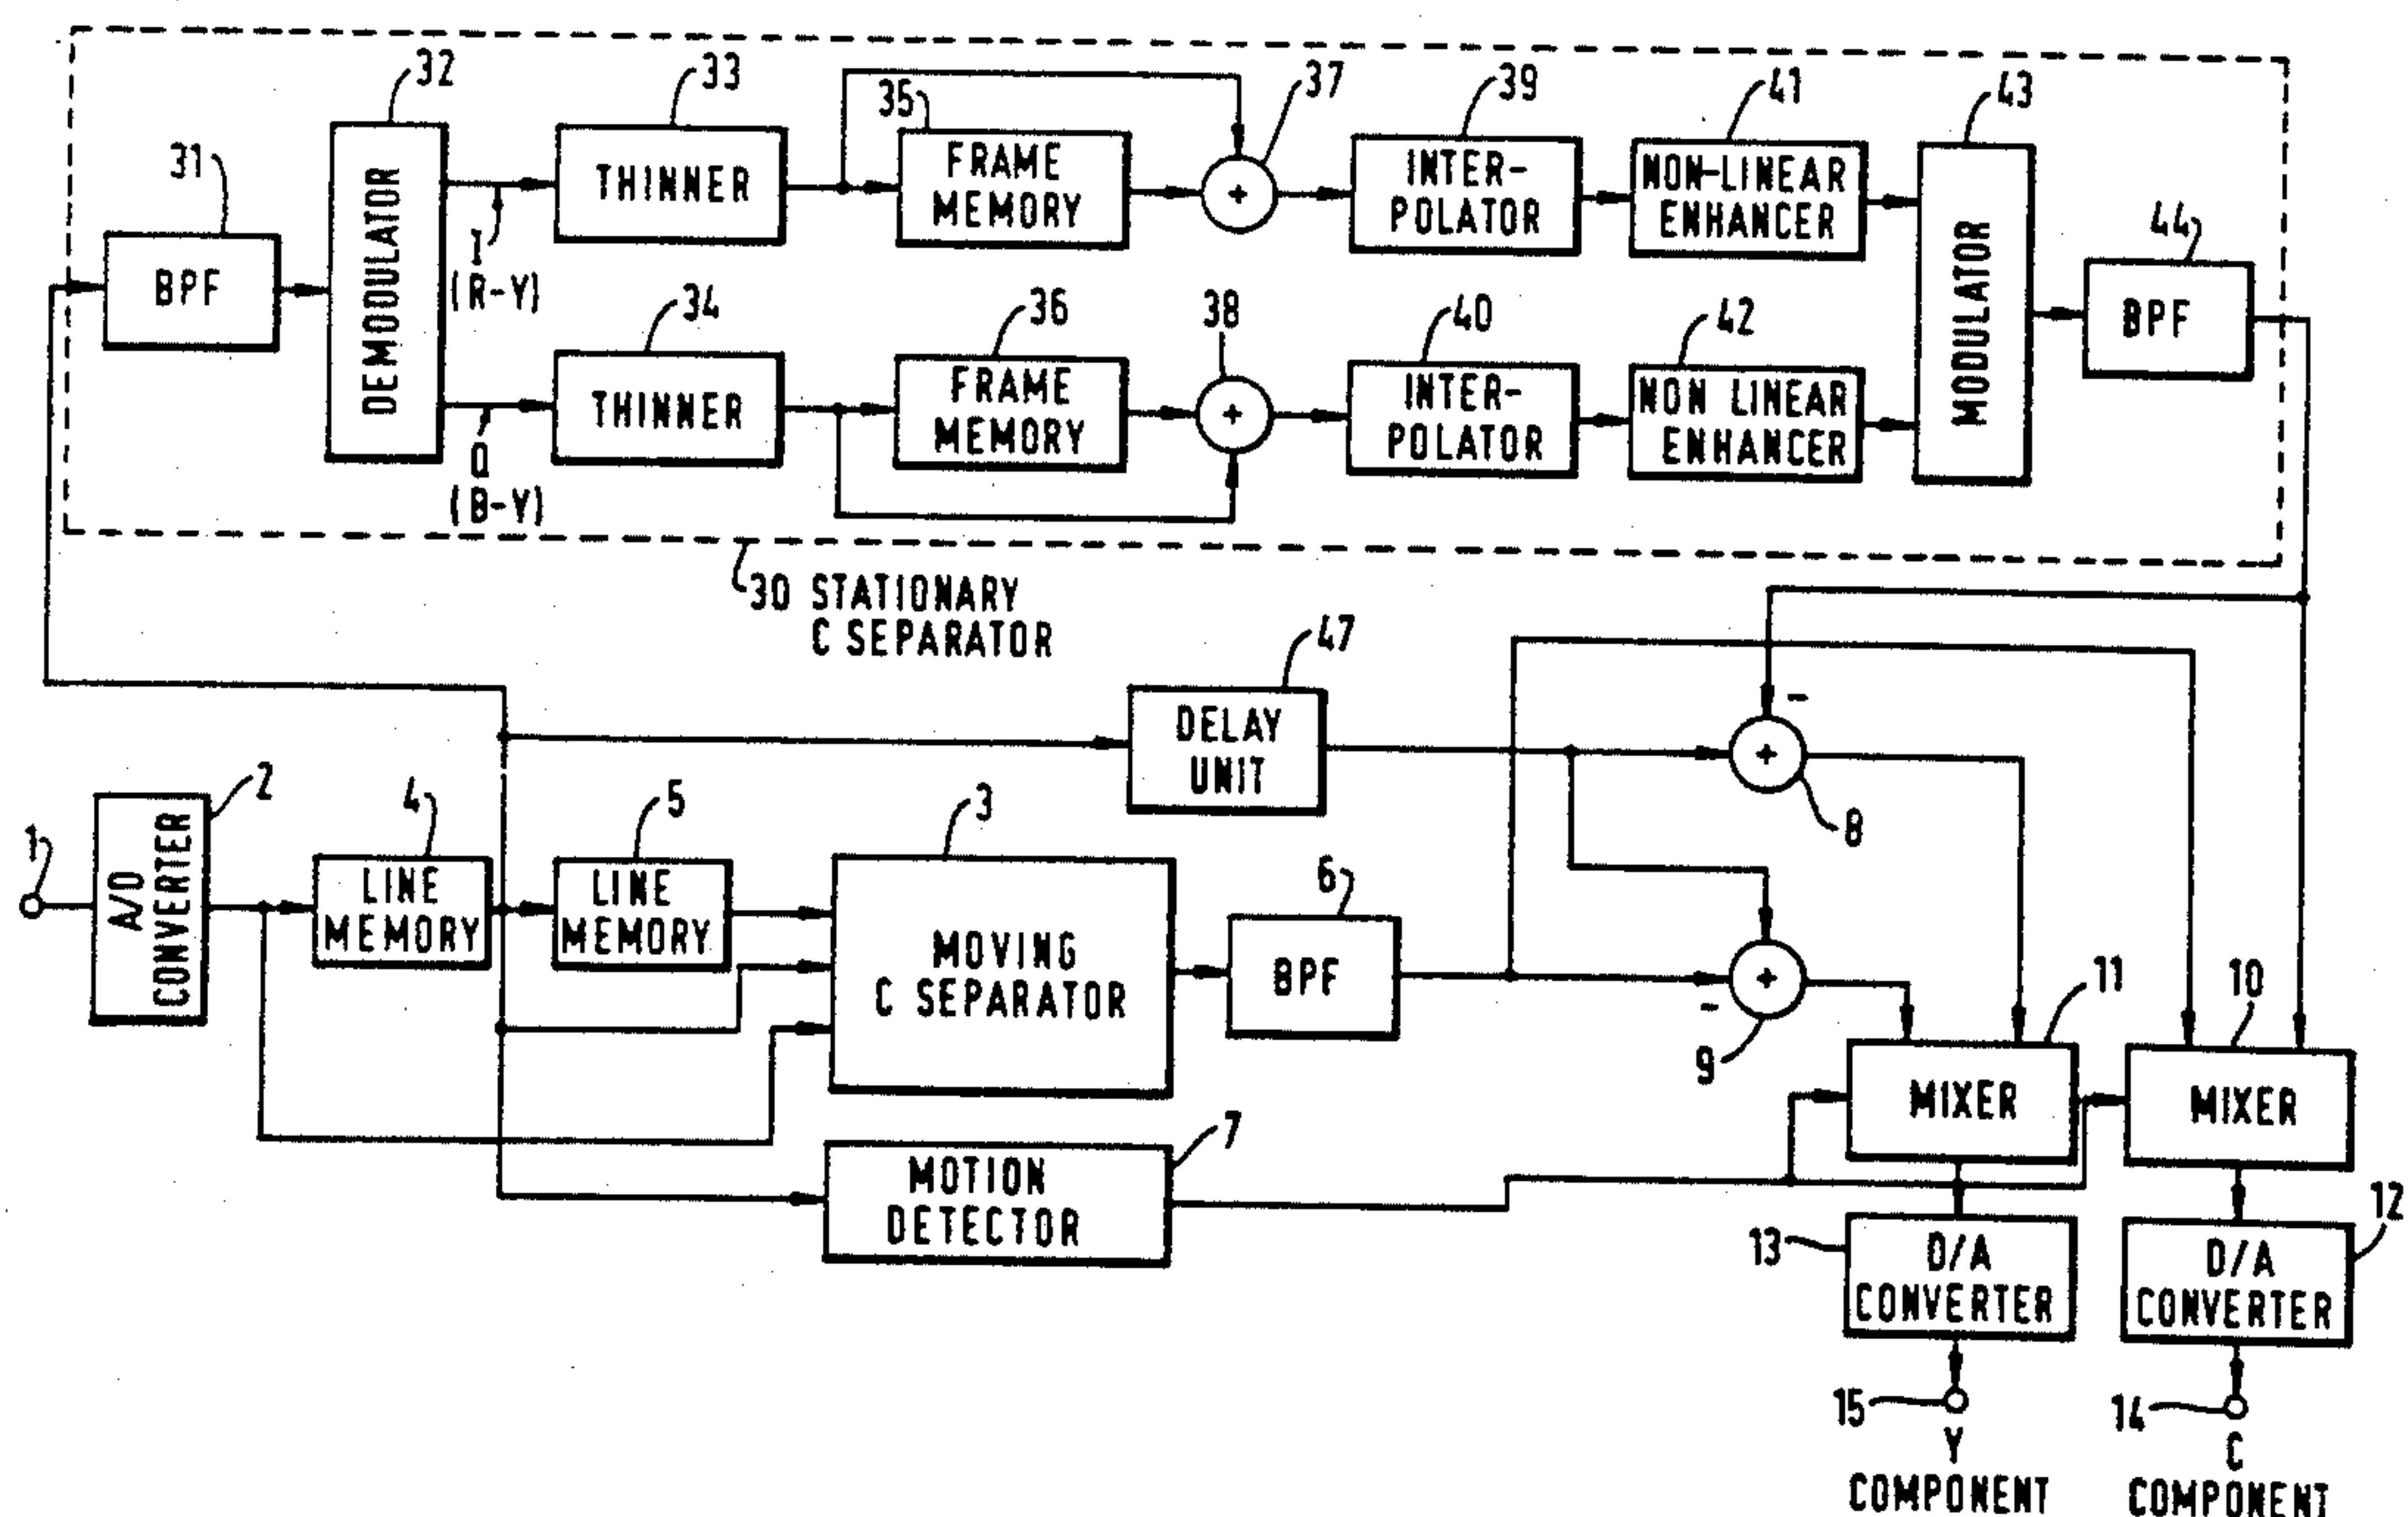 32
33
35
37
39
41
43
31
THINNER
FRAME
MEMORY
+
INTER-
POLATOR
NON-LINEAR
ENHANCER
44
BPF
DEMODULATOR
I
(R-Y)
MODULATOR
BPF
34
36
38
40
42
THINNER
FRAME
MEMORY
+
INTER-
POLATOR
NON LINEAR
ENHANCER
Q
(B-Y)
30 STATIONARY
C SEPARATOR
47
DELAY
UNIT
-
+
8
1
2
4
5
3
A/D
CONVERTER
LINE
MEMORY
LINE
MEMORY
MOVING
C SEPARATOR
6
BPF
+
-
9
11
10
MIXER
MIXER
7
MOTION
DETECTOR
13
D/A
CONVERTER
12
D/A
CONVERTER
15
14
Y
COMPONENT
C
COMPONENT